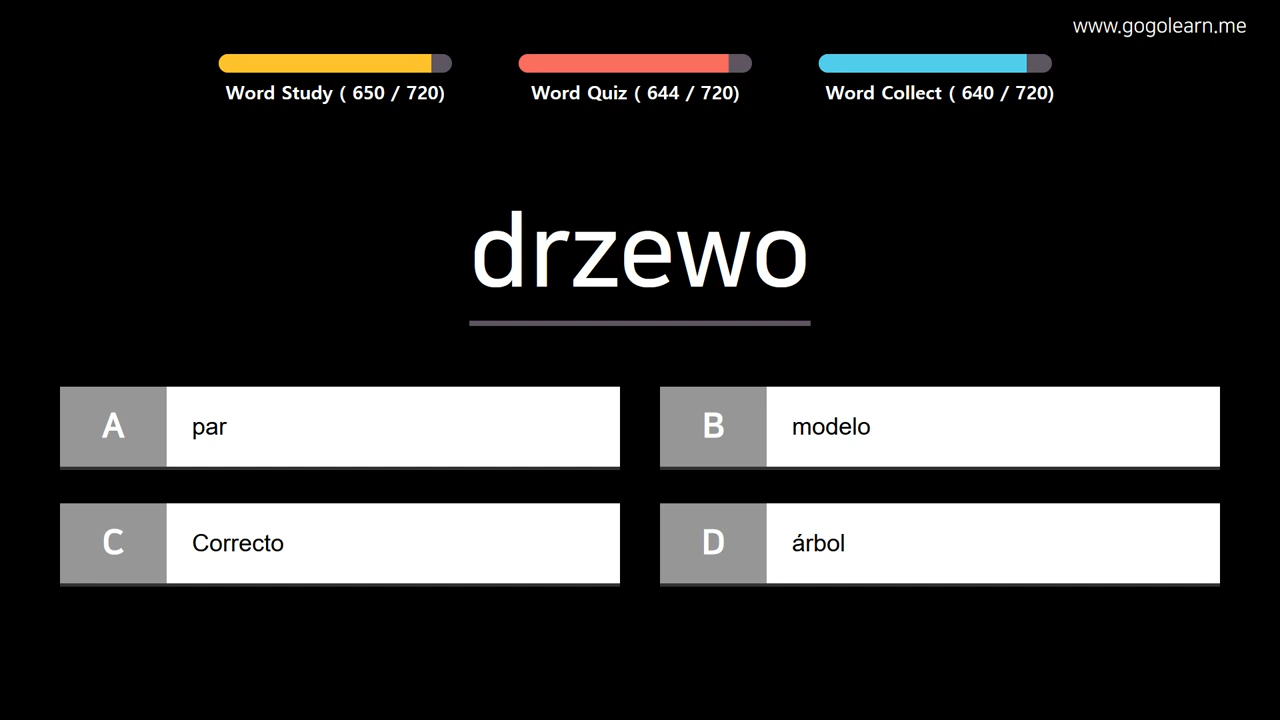 www.gogolearn.me
Word Study ( 650 / 720)
Word Quiz ( 644 / 720)
Word Collect ( 640 / 720)
drzewo
A par
B modelo
C Correcto
D árbol